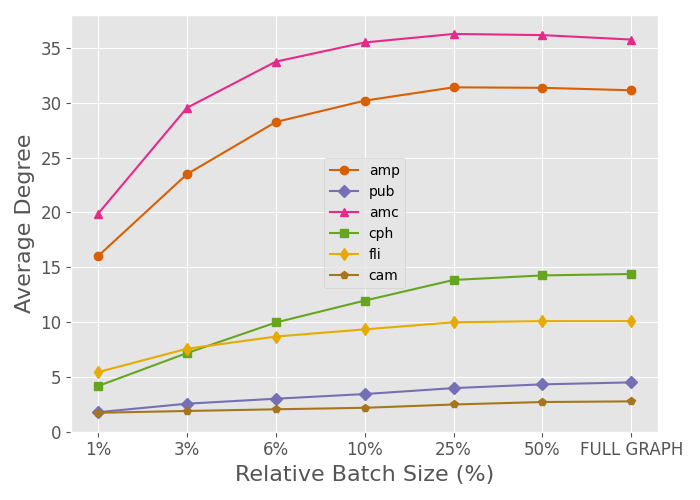 Average Degree
35
30
25
20
15
10
5
0
amp
pub
amc
cph
fli
cam
1% 3% 6% 10% 25% 50% FULL GRAPH
Relative Batch Size (%)